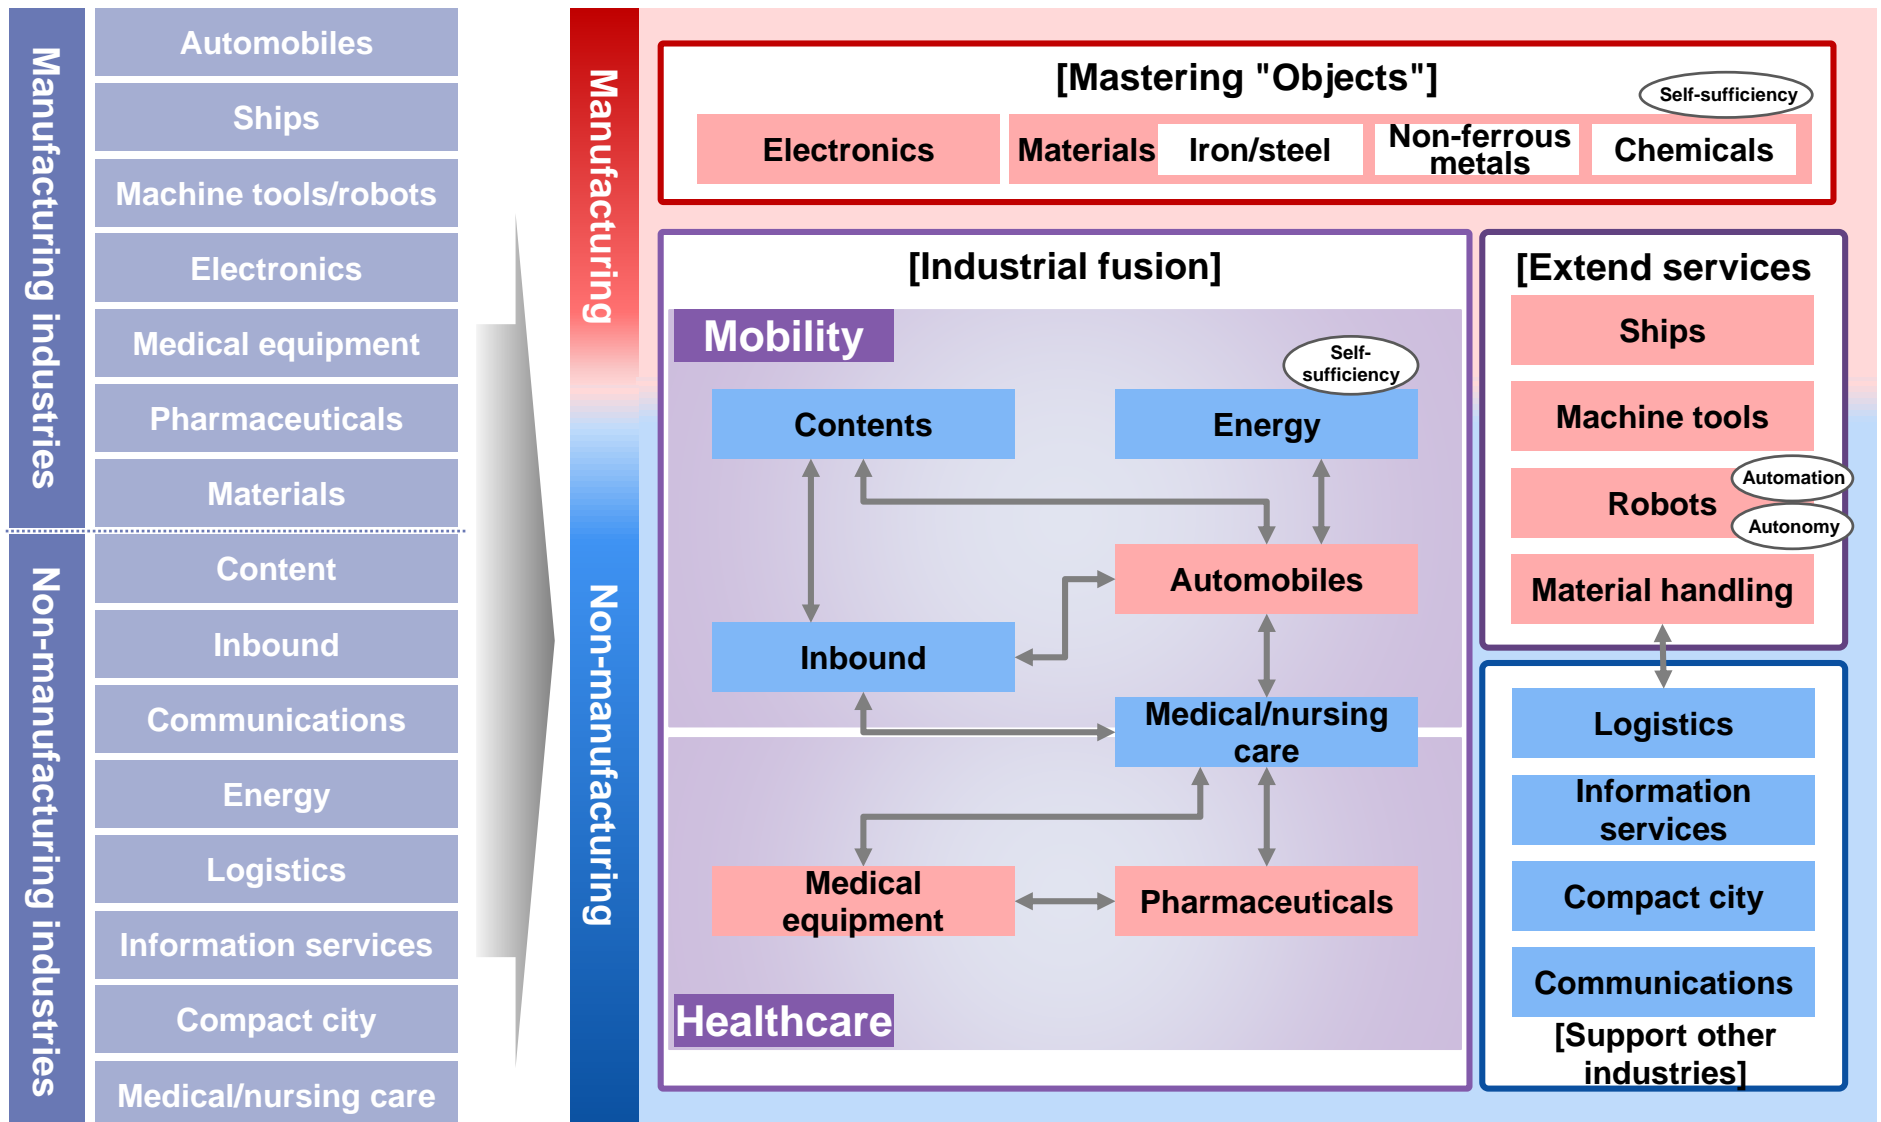 Manufacturing industries
Automobiles
Ships
Machine tools/robots
Electronics
Medical equipment
Pharmaceuticals
Materials
Non-manufacturing industries
Content
Inbound
Communications
Energy
Logistics
Information services
Compact city
Medical/nursing care
Manufacturing
Non-manufacturing
[Mastering "Objects"]
Self-sufficiency
Electronics
Materials
Iron/steel
Non-ferrous
metals
Chemicals
[Industrial fusion]
Mobility
Self-
sufficiency
Contents
Energy
Automobiles
Inbound
Medical/nursing
care
Medical
equipment
Pharmaceuticals
Healthcare
[Extend services
Ships
Machine tools
Robots
Automation
Autonomy
Material handling
Logistics
Information
services
Compact city
Communications
[Support other
industries]